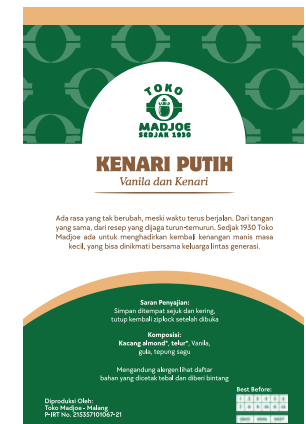 TOKO
MADJOE
SEDJAK 1930
KENARI PUTIH
Vanila dan Kenari
Ada rasa yang tak berubah, meski waktu terus berjalan. Dari tangan
yang sama, dari resep yang dijaga turun-temurun. Sedjak 1930 Toko
Madjoe ada untuk menghadirkan kembali kenangan manis masa
kecil, yang bisa dinikmati bersama keluarga lintas generasi.
Saran Penyajian:
Simpan ditempat sejuk dan kering,
tutup kembali ziplock setelah dibuka
Komposisi:
Kacang almond*, telur*, Vanila,
gula, tepung sagu
Mengandung alergen lihat daftar
bahan yang dicetak tebal dan diberi bintang
Best Before:
Diproduksi Oleh:
Toko Madjoe - Malang
P-IRT No. 215357101067-21